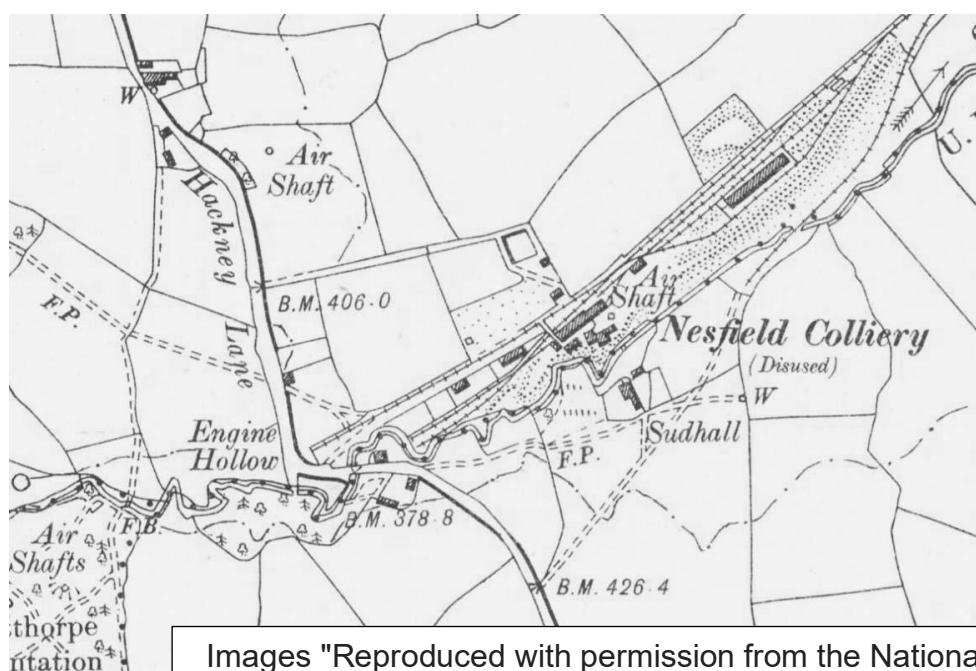 W
Air
Shaft
Hackney
Lane
F.P.
B.M. 406·0
Air
Shaft
Nesfield Colliery
(Disused)
W
Sudhall
F.P.
Engine
Hollow
B.M. 378·8
F.B.
Air
Shafts
B.M. 426·4
thorpe
ntation
U.
Images "Reproduced with permission from the Nationa